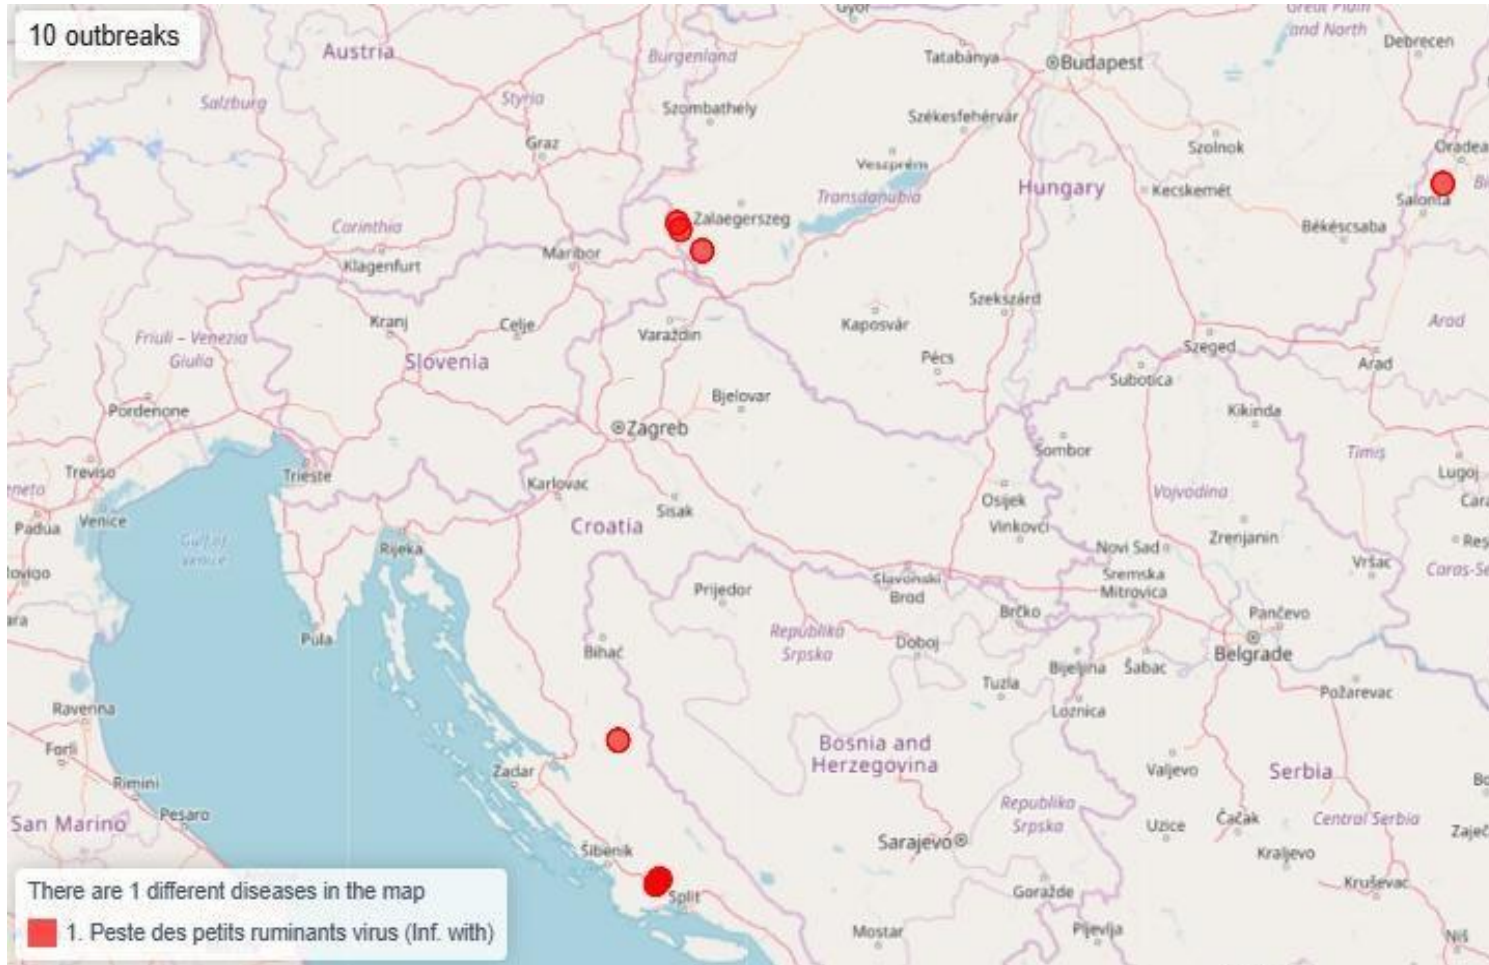 10 outbreaks
Austria
Burgenland
Győr
Tatabánya
Budapest
and North
Debrecen
Salzburg
Styria
Szombathely
Székesfehérvár
Graz
Veszprém
Szolnok
Oradea
Transdanubia
Hungary
Kecskemét
Salonta
Zalaegerszeg
Carinthia
Békéscsaba
Maribor
Klagenfurt
Szekszárd
Kranj
Celje
Varaždin
Kaposvár
Arad
Friuli – Venezia
Giulia
Slovenia
Szeged
Pécs
Arad
Subotica
Pordenone
Bjelovar
Kikinda
Zagreb
Sombor
Timiș
Treviso
Trieste
Lugoj
Karlovac
Vojvodina
Osijek
Padua
Venice
Sisak
Croatia
Vinkovci
Zrenjanin
Gulf of
Venice
Rijeka
Novi Sad
Vršac
Slavonski
Brod
Sremska
Mitrovica
Prijedor
Brčko
Pančevo
Pula
Republika
Srpska
Doboj
Bihać
Belgrade
Bijeljina
Šabac
Tuzla
Požarevac
Ravenna
Loznica
Forlì
Bosnia and
Herzegovina
Zadar
Valjevo
Serbia
Rimini
Republika
Srpska
Pesaro
San Marino
Čačak
Central Serbia
Užice
Sarajevo
Šibenik
Kraljevo
Goražde
Kruševac
Split
Mostar
Pljevlja
Niš
There are 1 different diseases in the map
1. Peste des petits ruminants virus (Inf. with)